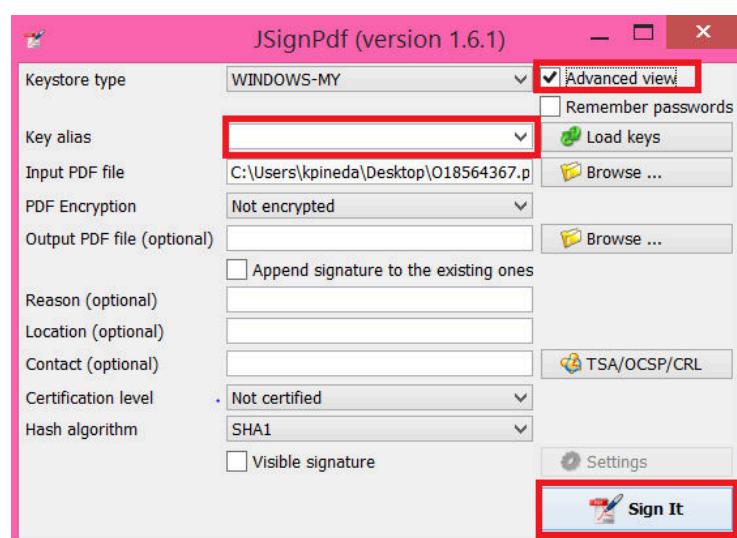 JSignPdf (version 1.6.1)
Keystore type WINDOWS-MY Advanced view
Remember passwords
Key alias Load keys
Input PDF file C:\Users\kpineda\Desktop\O18564367.p Browse ...
PDF Encryption Not encrypted
Output PDF file (optional) Browse ...
Append signature to the existing ones
Reason (optional)
Location (optional)
Contact (optional) TSA/OCSP/CRL
Certification level Not certified
Hash algorithm SHA1
Visible signature Settings
Sign It